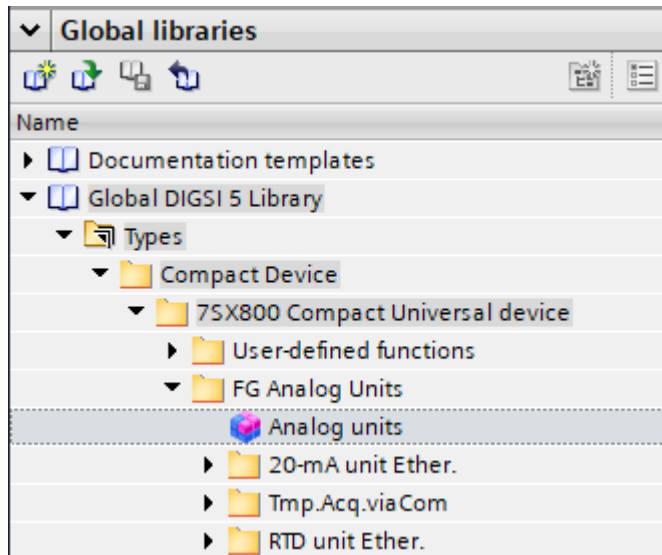 Global libraries
Name
Documentation templates
Global DIGSI 5 Library
Types
Compact Device
7SX800 Compact Universal device
User-defined functions
FG Analog Units
Analog units
20-mA unit Ether.
Tmp.Acq.viaCom
RTD unit Ether.